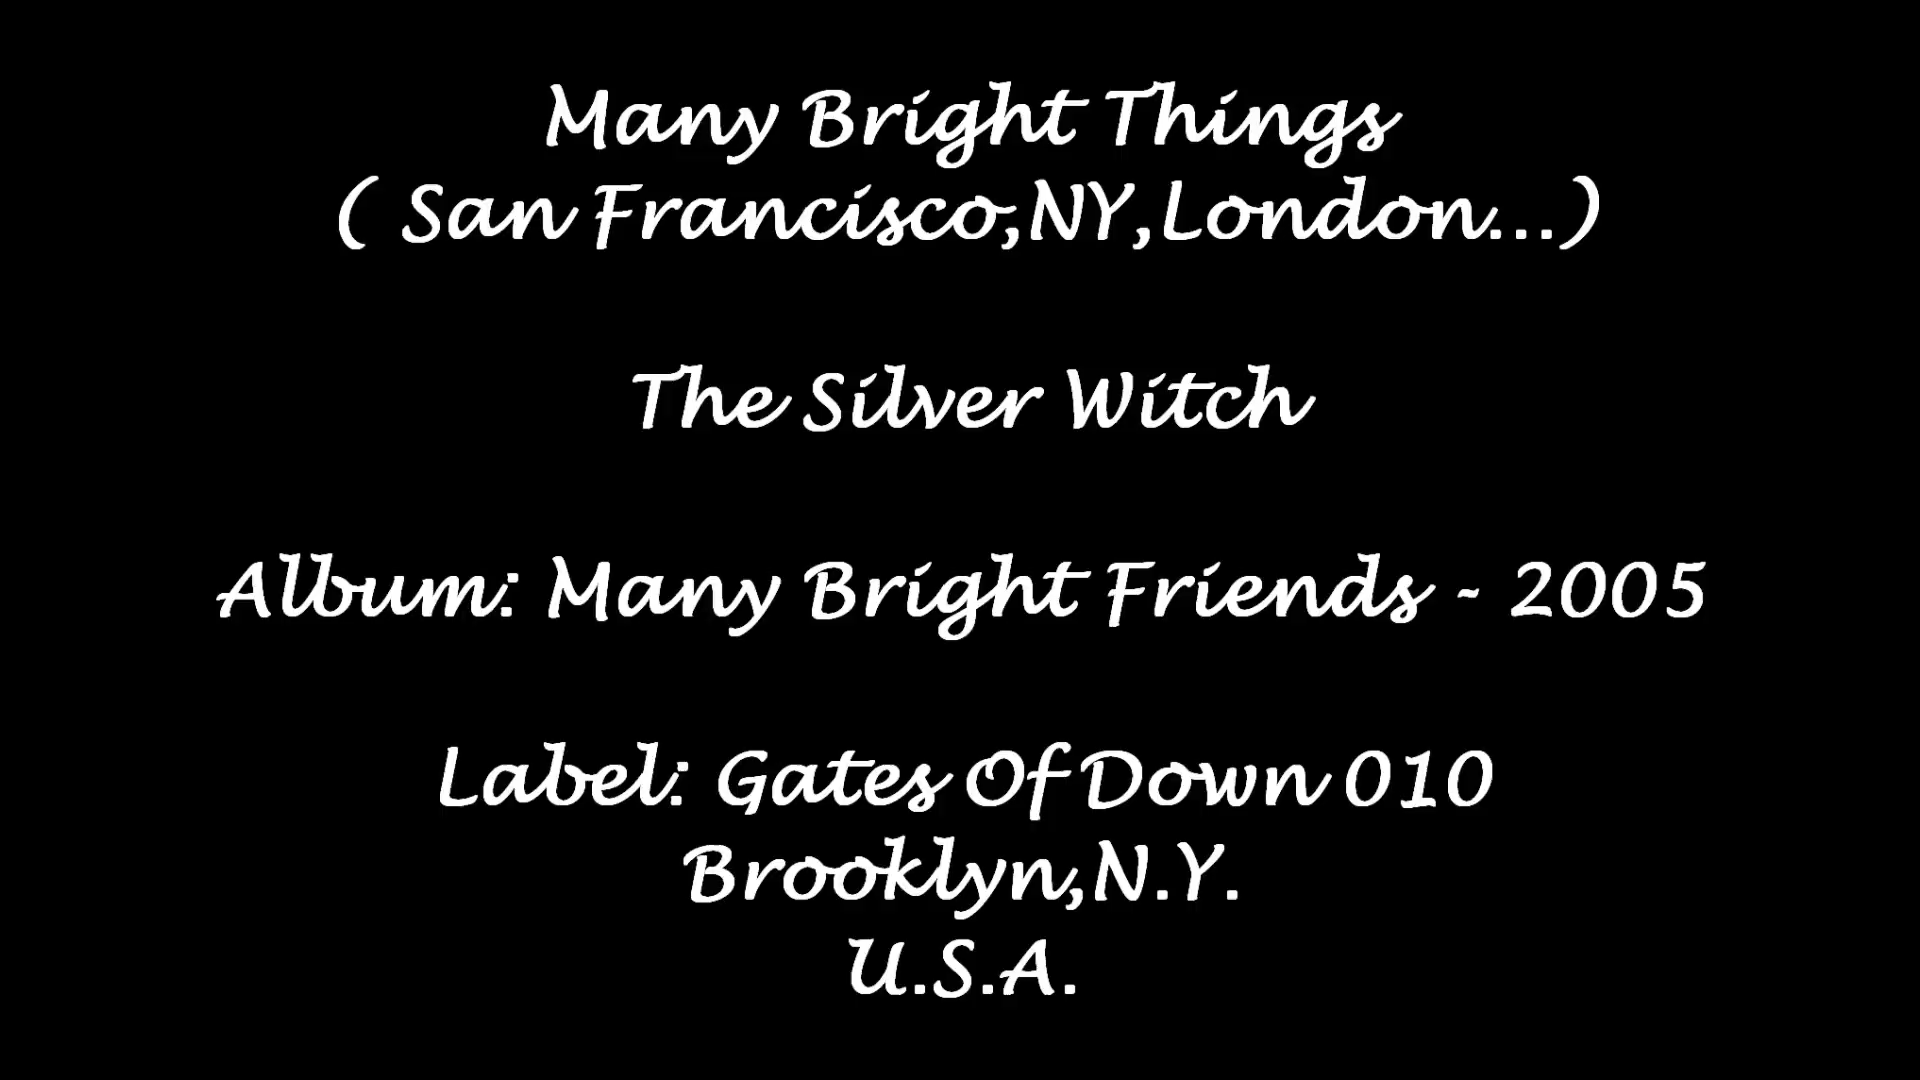 Many Bright Things
( San Francisco,NY,London...)
The Silver Witch
Album: Many Bright Friends - 2005
Label: Gates Of Down 010
Brooklyn,N.Y.
U.S.A.